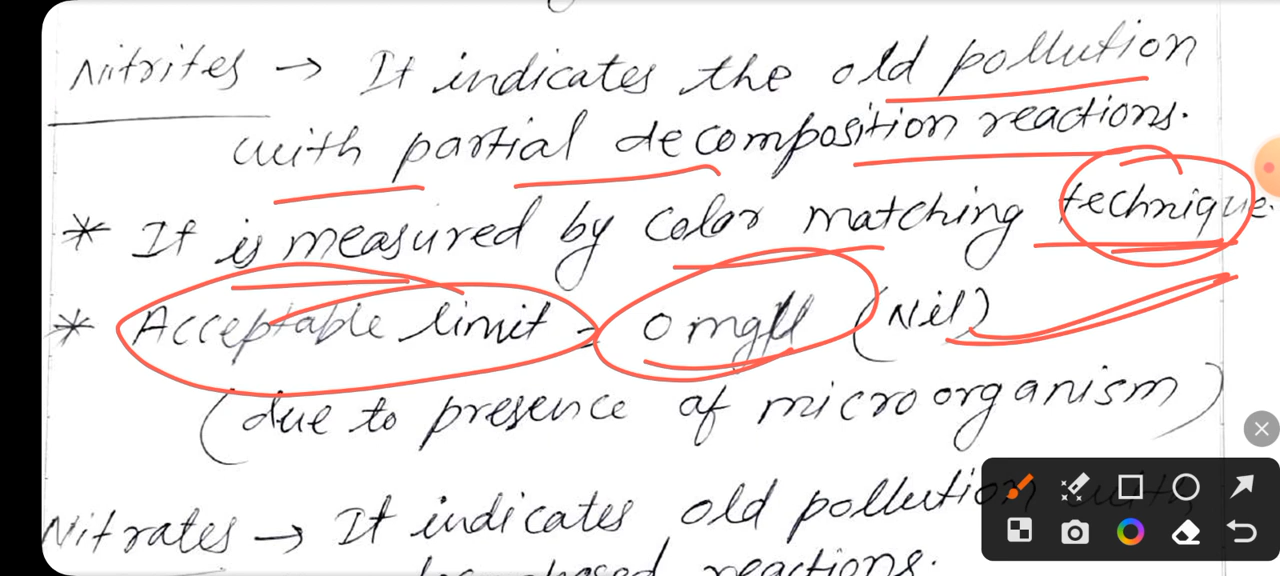 Nitrites → It indicates the old pollution
with partial decomposition reactions.
* It is measured by color matching technique.
* Acceptable limit = 0 mg/l (Nil)
(due to presence of microorganism)
Nitrates → It indicates old pollution with
reactions.